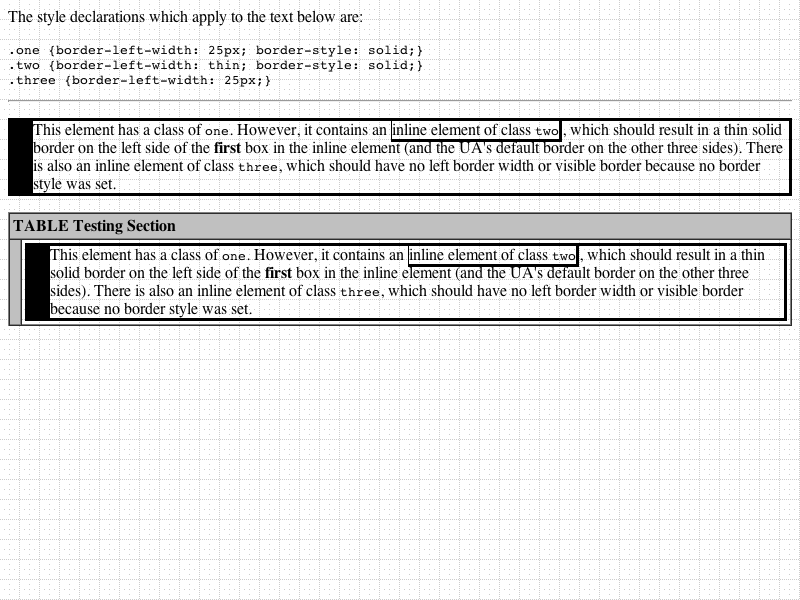 The style declarations which apply to the text below are:
.one {border-left-width: 25px; border-style: solid;}
.two {border-left-width: thin; border-style: solid;}
.three {border-left-width: 25px;}
This element has a class of one. However, it contains an inline element of class two, which should result in a thin solid
border on the left side of the first box in the inline element (and the UA's default border on the other three sides). There
is also an inline element of class three, which should have no left border width or visible border because no border
style was set.
TABLE Testing Section
This element has a class of one. However, it contains an inline element of class two, which should result in a thin
solid border on the left side of the first box in the inline element (and the UA's default border on the other three
sides). There is also an inline element of class three, which should have no left border width or visible border
because no border style was set.